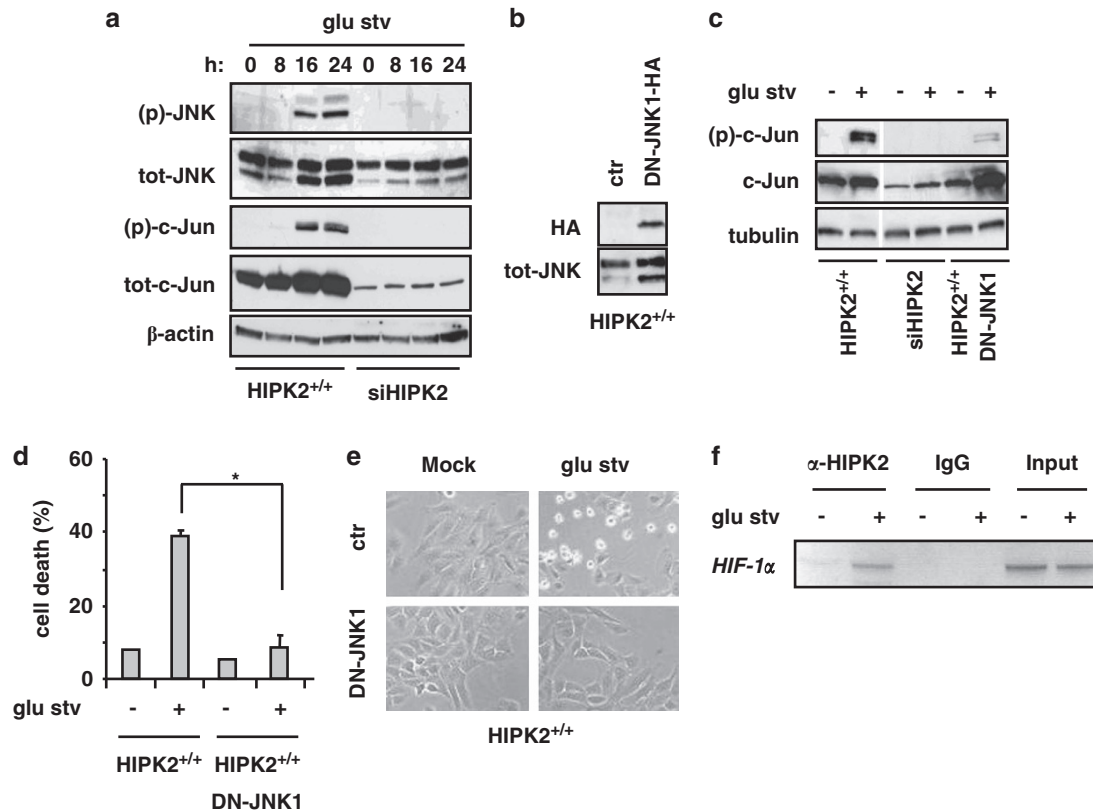 a
glu stv
h: 0 8 16 24 0 8 16 24
(p)-JNK
tot-JNK
(p)-c-Jun
tot-c-Jun
β-actin
HIPK2+/+ siHIPK2
b
ctr
DN-JNK1-HA
HA
tot-JNK
HIPK2+/+
c
glu stv - + - + - +
(p)-c-Jun
c-Jun
tubulin
HIPK2+/+
siHIPK2
HIPK2+/+
DN-JNK1
d
cell death (%)
60
40
20
0
*
glu stv - + - +
HIPK2+/+ HIPK2+/+
DN-JNK1
e
Mock glu stv
ctr
DN-JNK1
HIPK2+/+
f
α-HIPK2 IgG Input
glu stv - + - + - +
HIF-1α